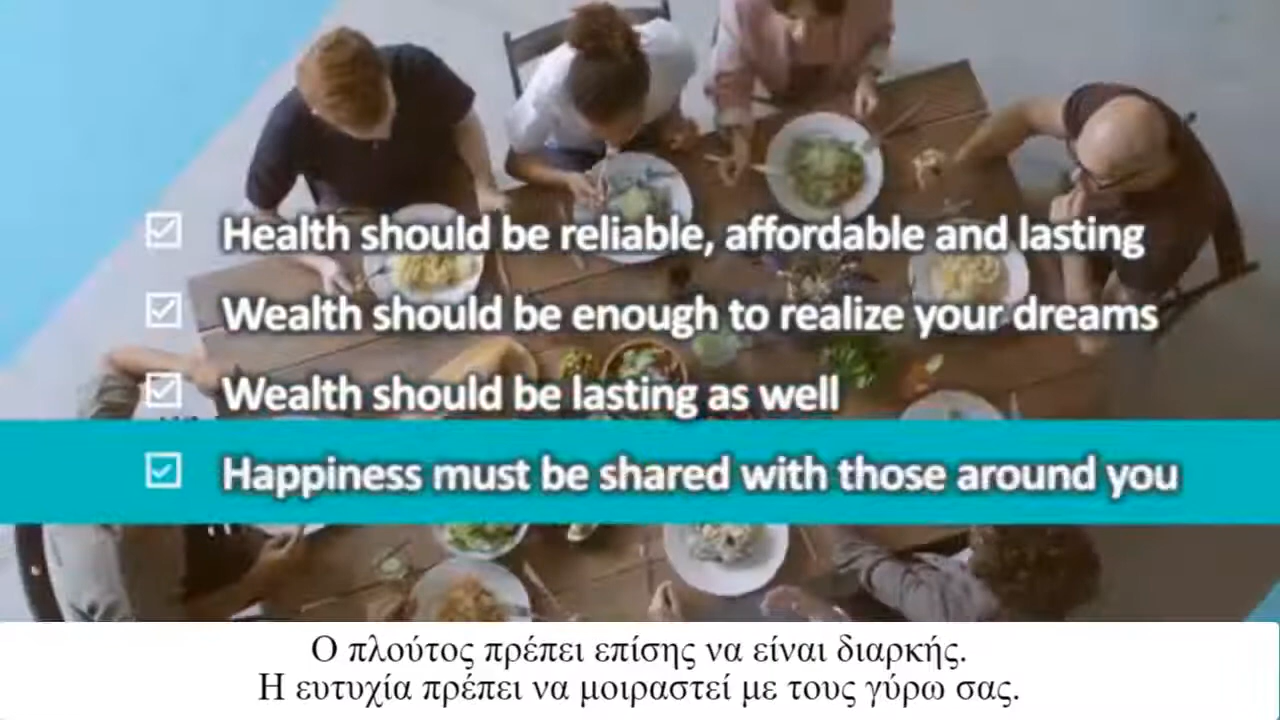 Health should be reliable, affordable and lasting
Wealth should be enough to realize your dreams
Wealth should be lasting as well
Happiness must be shared with those around you
Ο πλούτος πρέπει επίσης να είναι διαρκής.
Η ευτυχία πρέπει να μοιραστεί με τους γύρω σας.